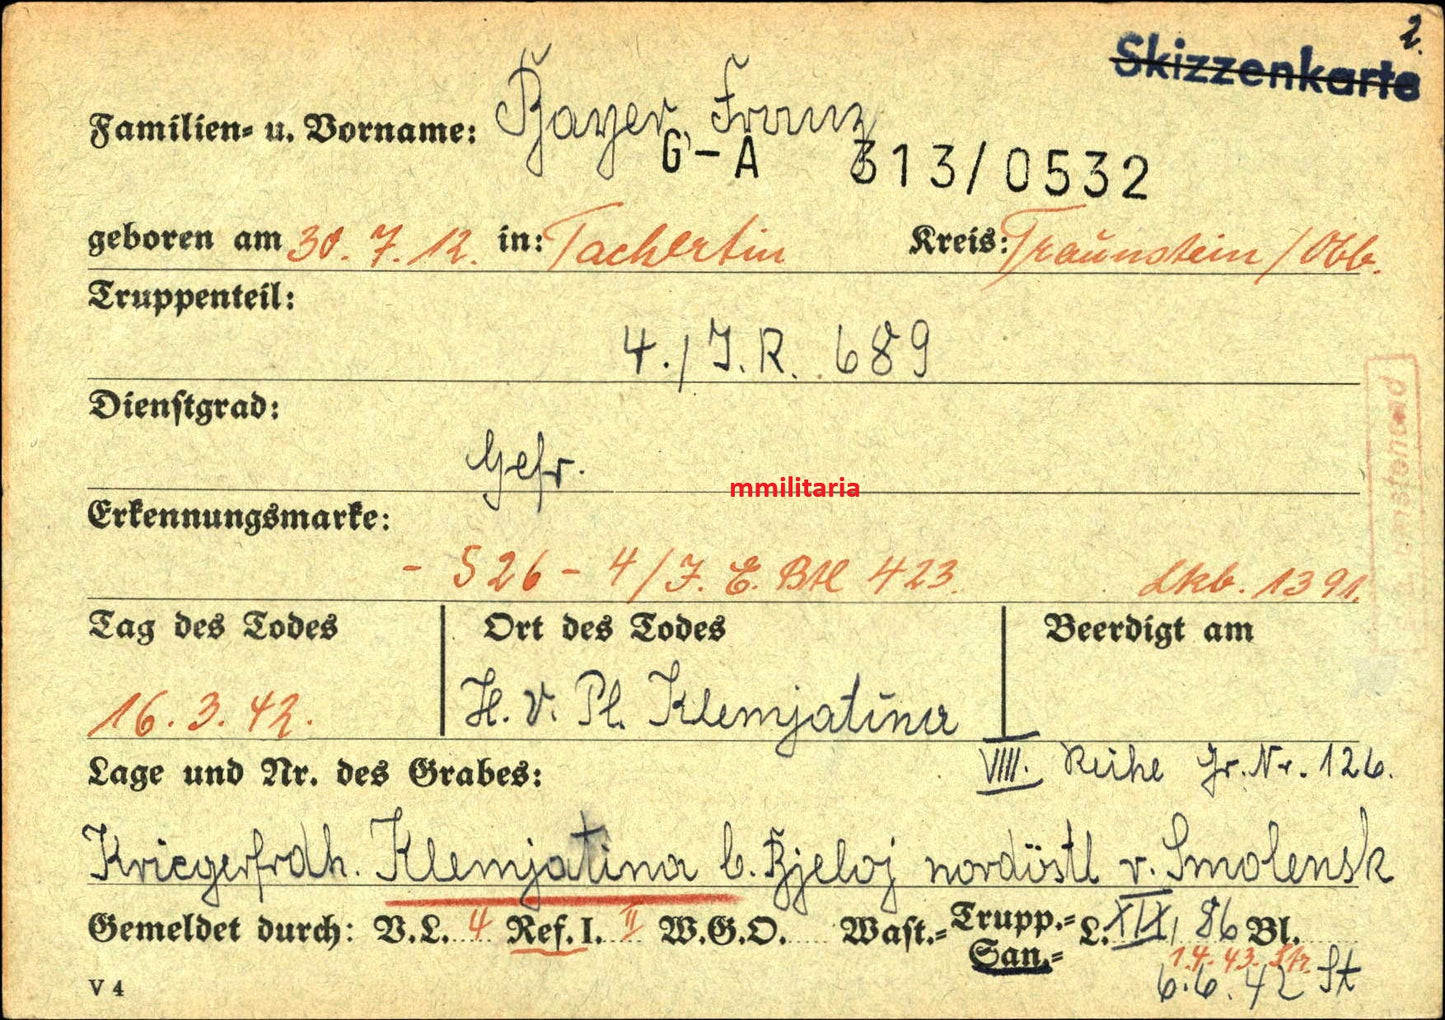 2.
Skizzenkarte
Familien- u. Vorname: Bayer, Franz
G-A 313/0532
geboren am 30. 7. 12. in: Tachertin Kreis: Traunstein / Obb.
Truppenteil:
4./J.R. 689
Dienstgrad:
Gefr.
mmilitaria
Erkennungsmarke:
- 526 - 4/J. E. Btl 423. Lkb. 1391.
Tag des Todes Ort des Todes Beerdigt am
16. 3. 42. H. V. Pl. Klemjatina
Lage und Nr. des Grabes: VIII. Reihe Gr. Nr. 126.
Kriegerfrdh. Klemjatina b. Bjeloj nordöstl v. Smolensk
Gemeldet durch: V.L. 4 Ref. I. II W.G.O. Wast.- Trupp.- San.- L. XIX, 86 Bl.
1.4.43.
V 4 6.6.42 St